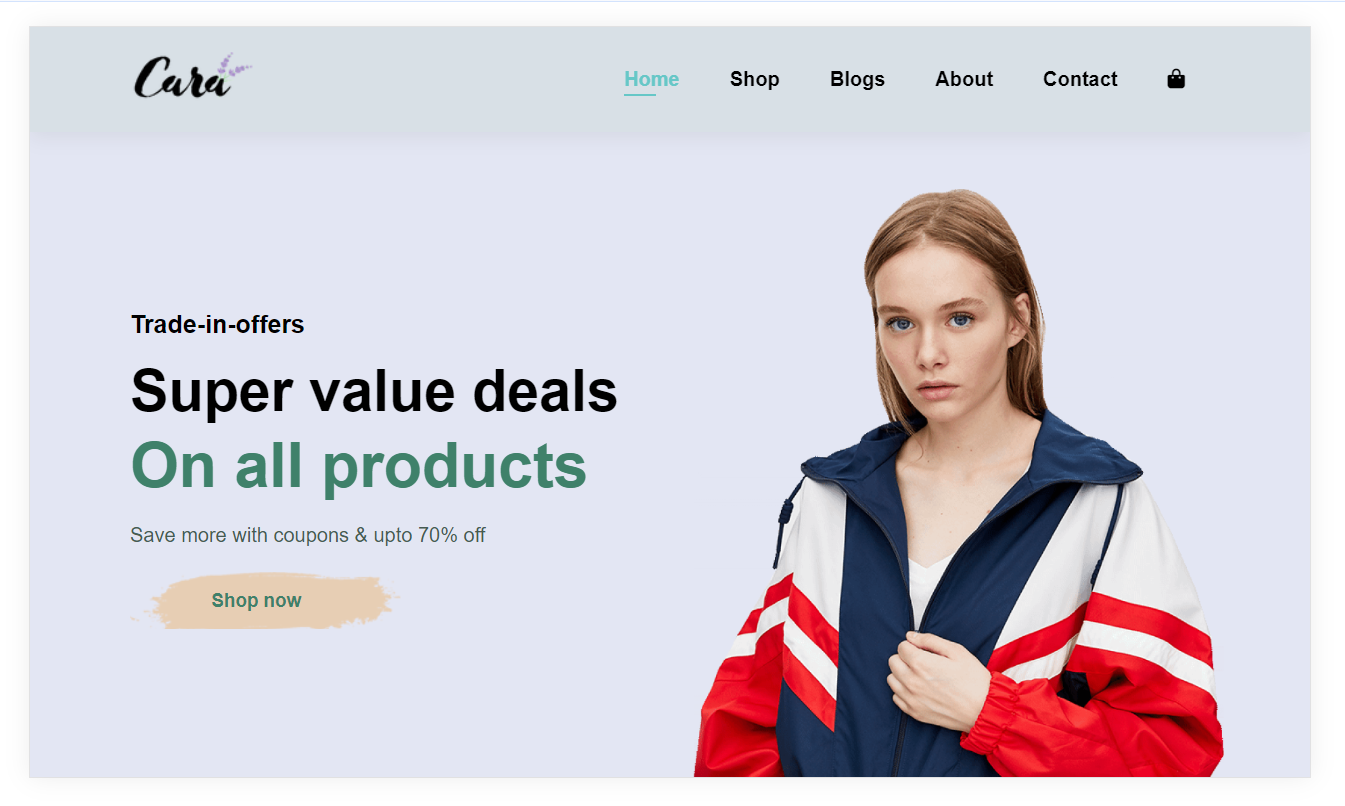 Cara
Home Shop Blogs About Contact
Trade-in-offers
Super value deals
On all products
Save more with coupons & upto 70% off
Shop now